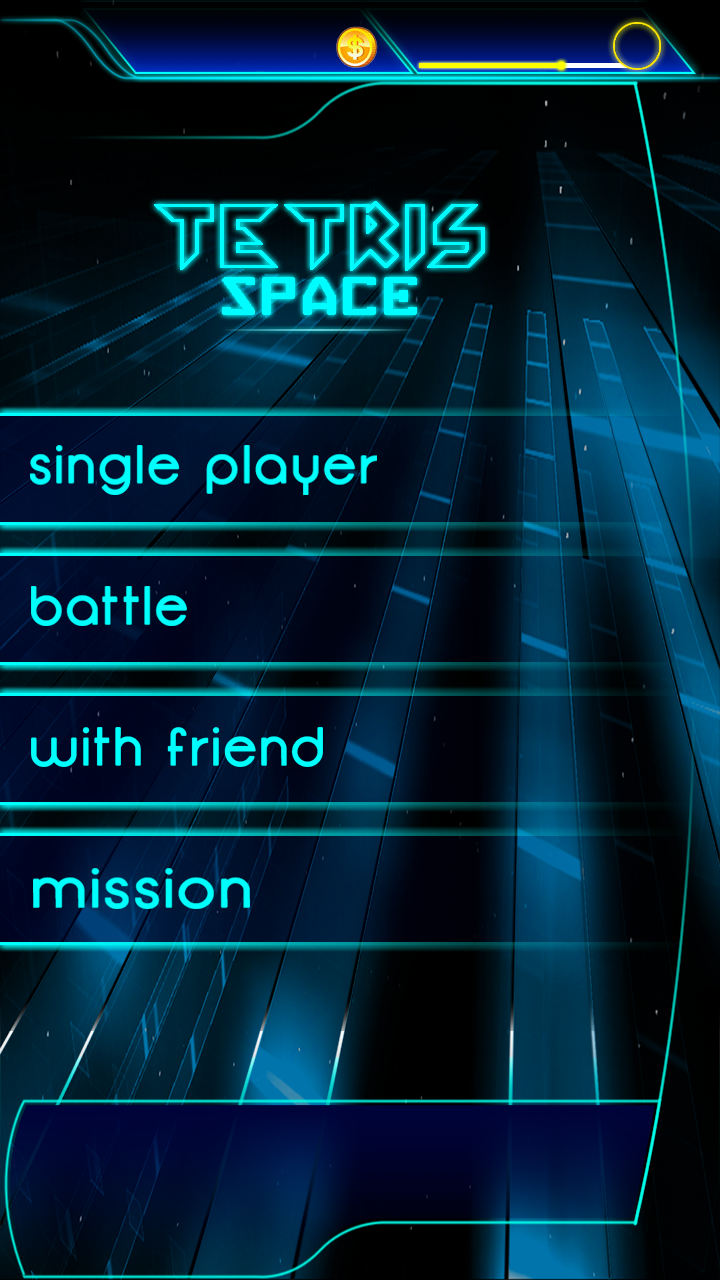 TETRIS
SPACE
single player
battle
with friend
mission